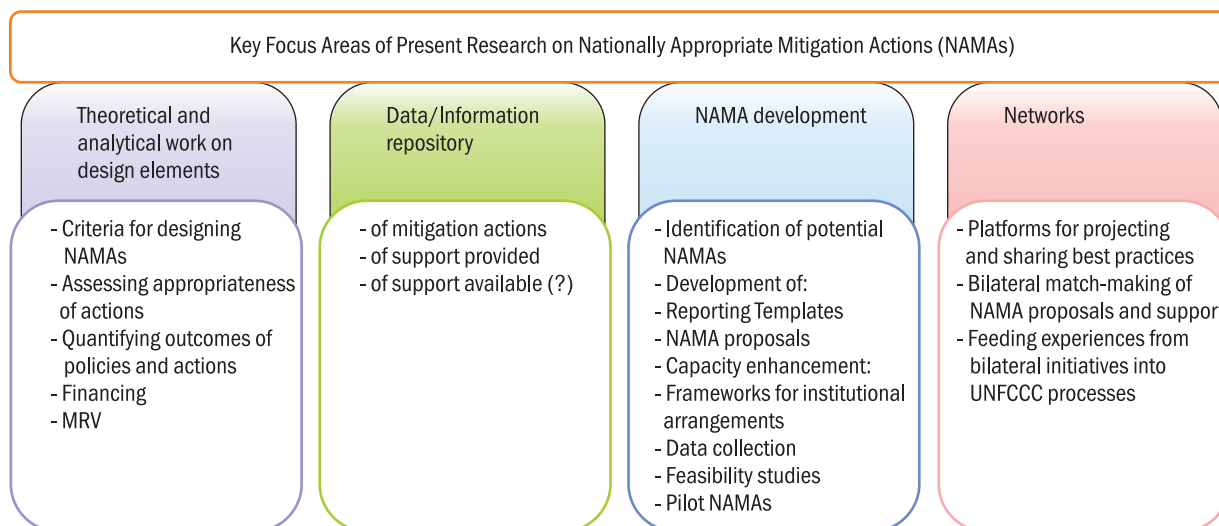 Key Focus Areas of Present Research on Nationally Appropriate Mitigation Actions (NAMAs)
Theoretical and
analytical work on
design elements
- Criteria for designing
NAMAs
- Assessing appropriateness
of actions
- Quantifying outcomes of
policies and actions
- Financing
- MRV
Data/Information
repository
- of mitigation actions
- of support provided
- of support available (?)
NAMA development
- Identification of potential
NAMAs
- Development of:
- Reporting Templates
- NAMA proposals
- Capacity enhancement:
- Frameworks for institutional
arrangements
- Data collection
- Feasibility studies
- Pilot NAMAs
Networks
- Platforms for projecting
and sharing best practices
- Bilateral match-making of
NAMA proposals and support
- Feeding experiences from
bilateral initiatives into
UNFCCC processes